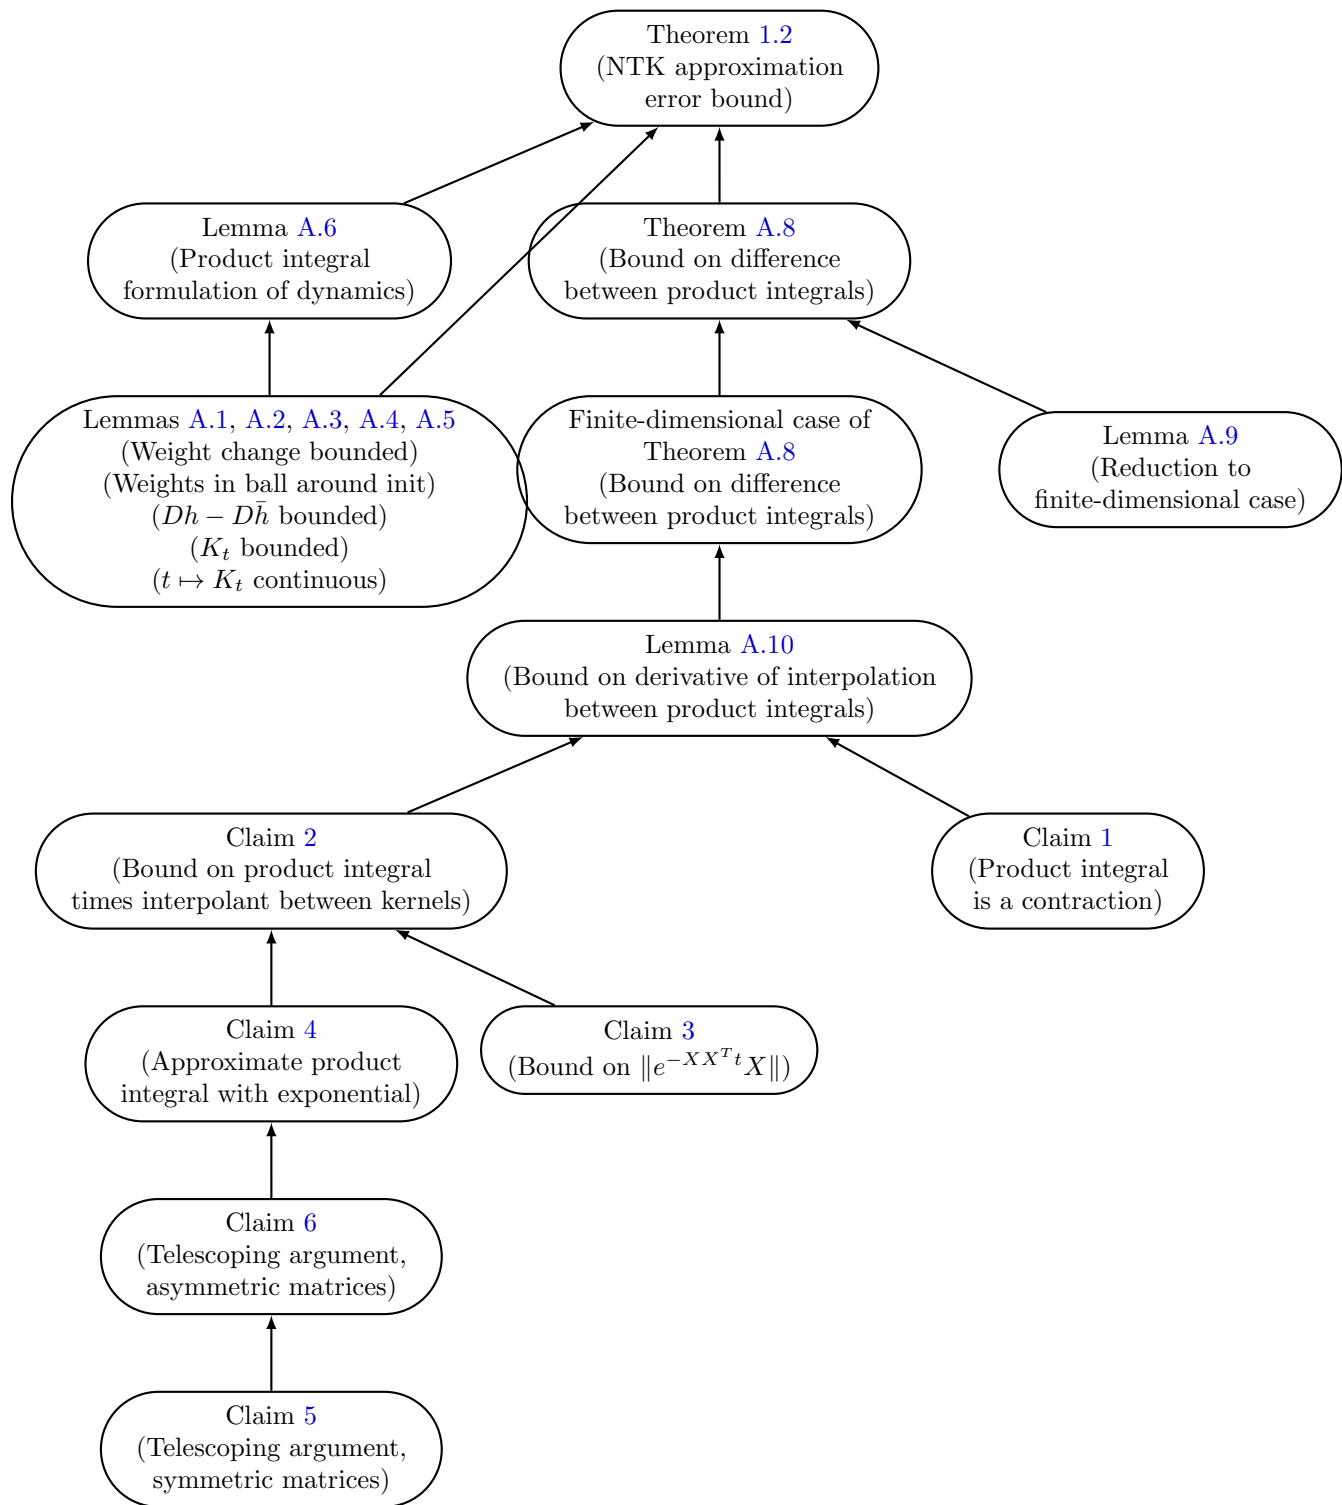 Theorem 1.2
(NTK approximation
error bound)
Lemma A.6
(Product integral
formulation of dynamics)
Theorem A.8
(Bound on difference
between product integrals)
Lemmas A.1, A.2, A.3, A.4, A.5
(Weight change bounded)
(Weights in ball around init)
(Dh − Dh̄ bounded)
(K_t bounded)
(t ↦ K_t continuous)
Finite-dimensional case of
Theorem A.8
(Bound on difference
between product integrals)
Lemma A.9
(Reduction to
finite-dimensional case)
Lemma A.10
(Bound on derivative of interpolation
between product integrals)
Claim 2
(Bound on product integral
times interpolant between kernels)
Claim 1
(Product integral
is a contraction)
Claim 4
(Approximate product
integral with exponential)
Claim 3
(Bound on ‖e^{−XX^T t}X‖)
Claim 6
(Telescoping argument,
asymmetric matrices)
Claim 5
(Telescoping argument,
symmetric matrices)